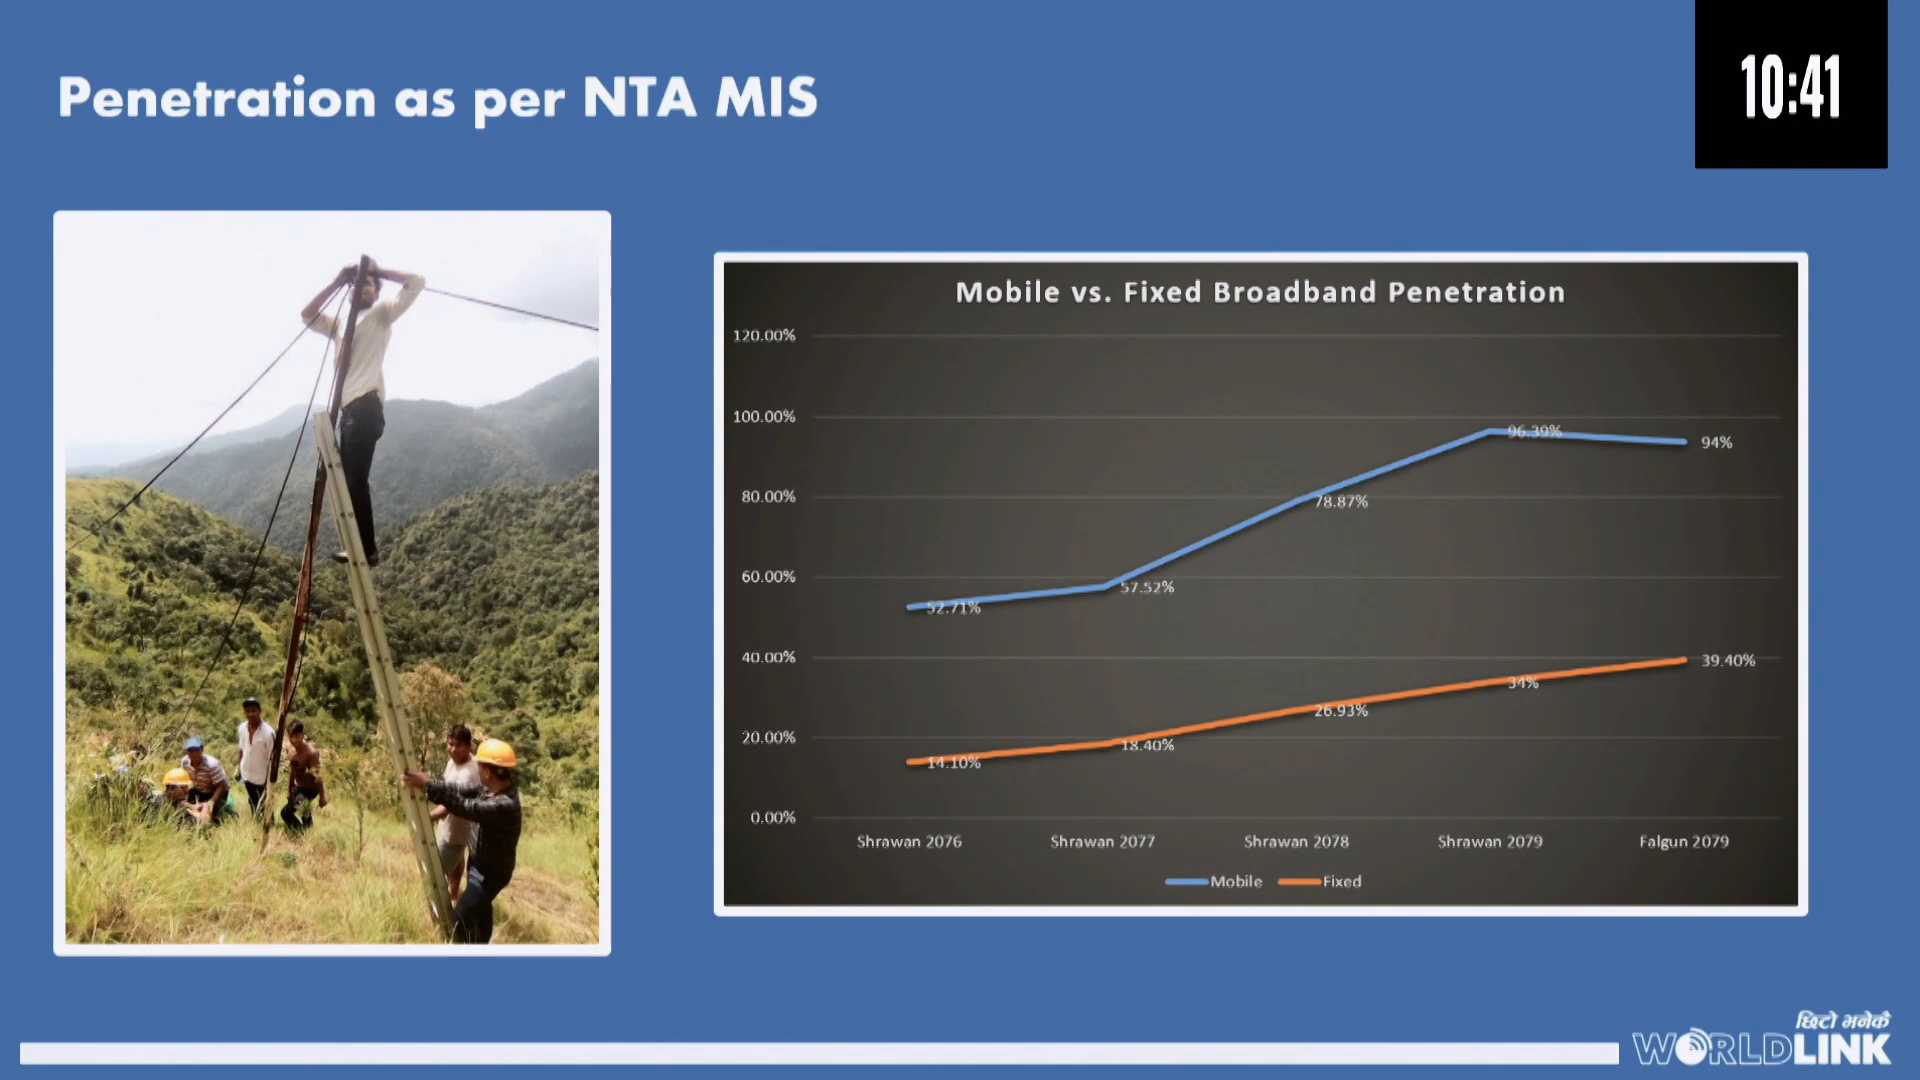 Penetration as per NTA MIS
10:41
Mobile vs. Fixed Broadband Penetration
120.00%
100.00%
80.00%
60.00%
40.00%
20.00%
0.00%
52.71%
57.52%
78.87%
96.39%
94%
14.10%
18.40%
26.93%
34%
39.40%
Shrawan 2076
Shrawan 2077
Shrawan 2078
Shrawan 2079
Falgun 2079
Mobile
Fixed
छिटो भनेकै
WORLDLINK